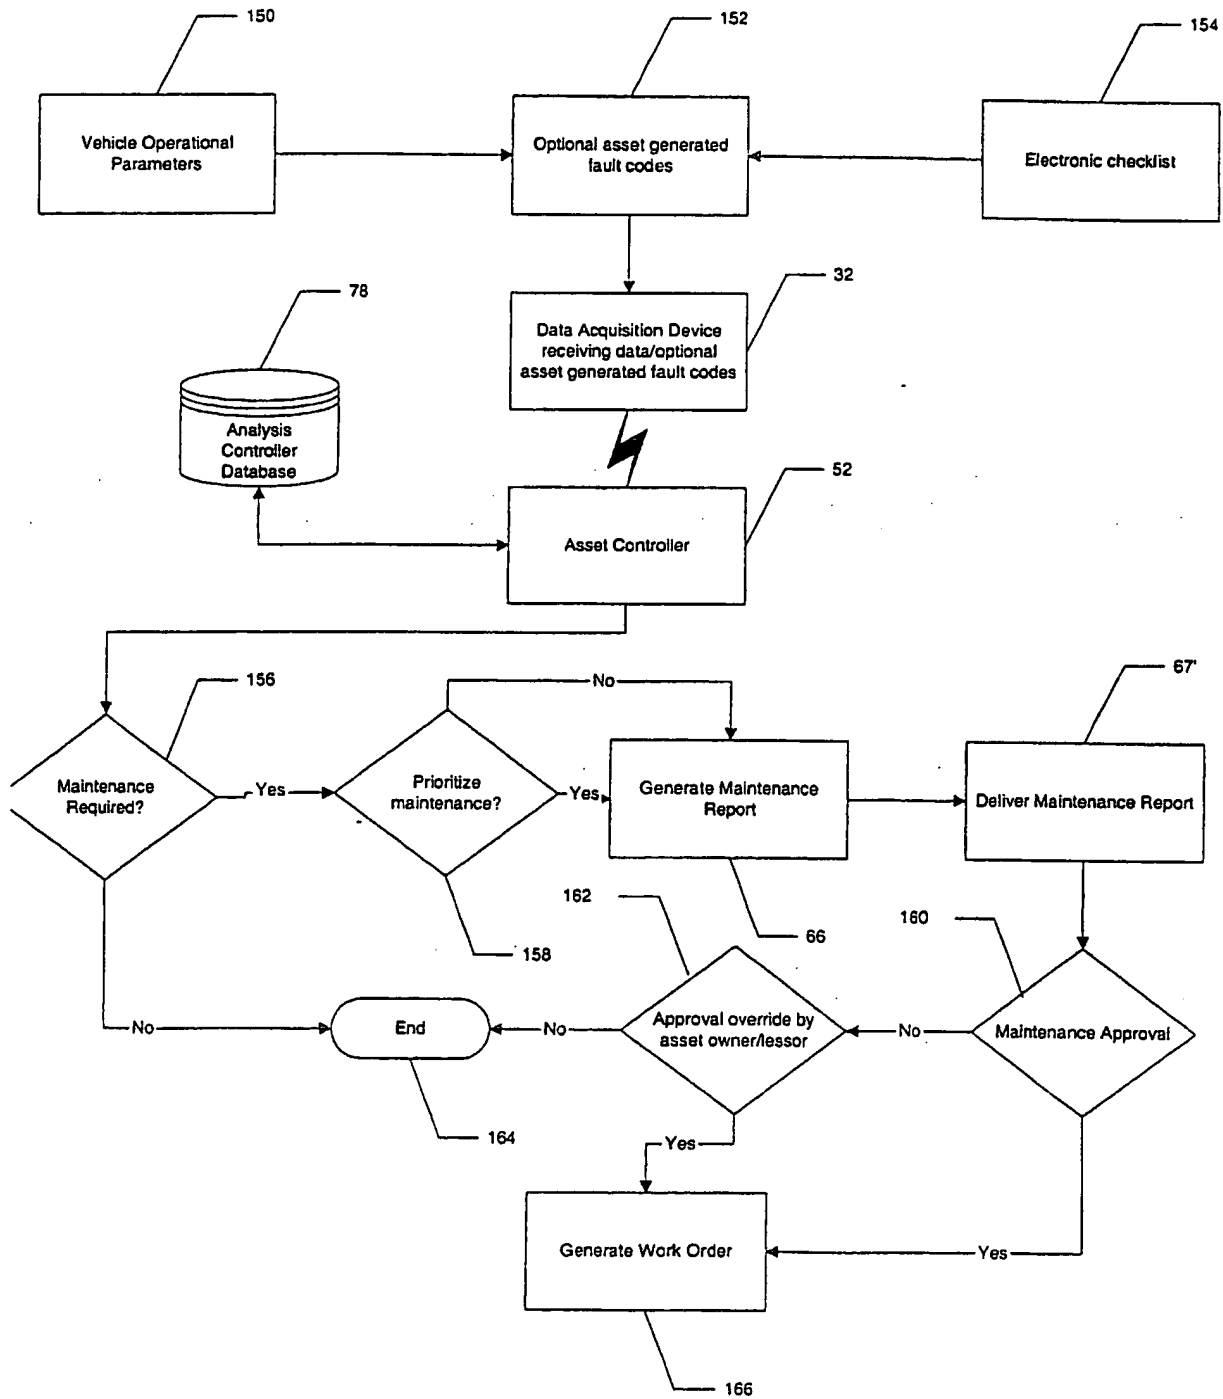 150
152
154
Vehicle Operational
Parameters
Optional asset generated
fault codes
Electronic checklist
32
78
Data Acquisition Device
receiving data/optional
asset generated fault codes
Analysis
Controller
Database
52
Asset Controller
67'
156
No
Maintenance
Required?
Yes
Prioritize
maintenance?
Yes
Generate Maintenance
Report
Deliver Maintenance Report
162
160
66
158
No
End
No
Approval override by
asset owner/lessor
No
Maintenance Approval
164
Yes
Generate Work Order
Yes
166